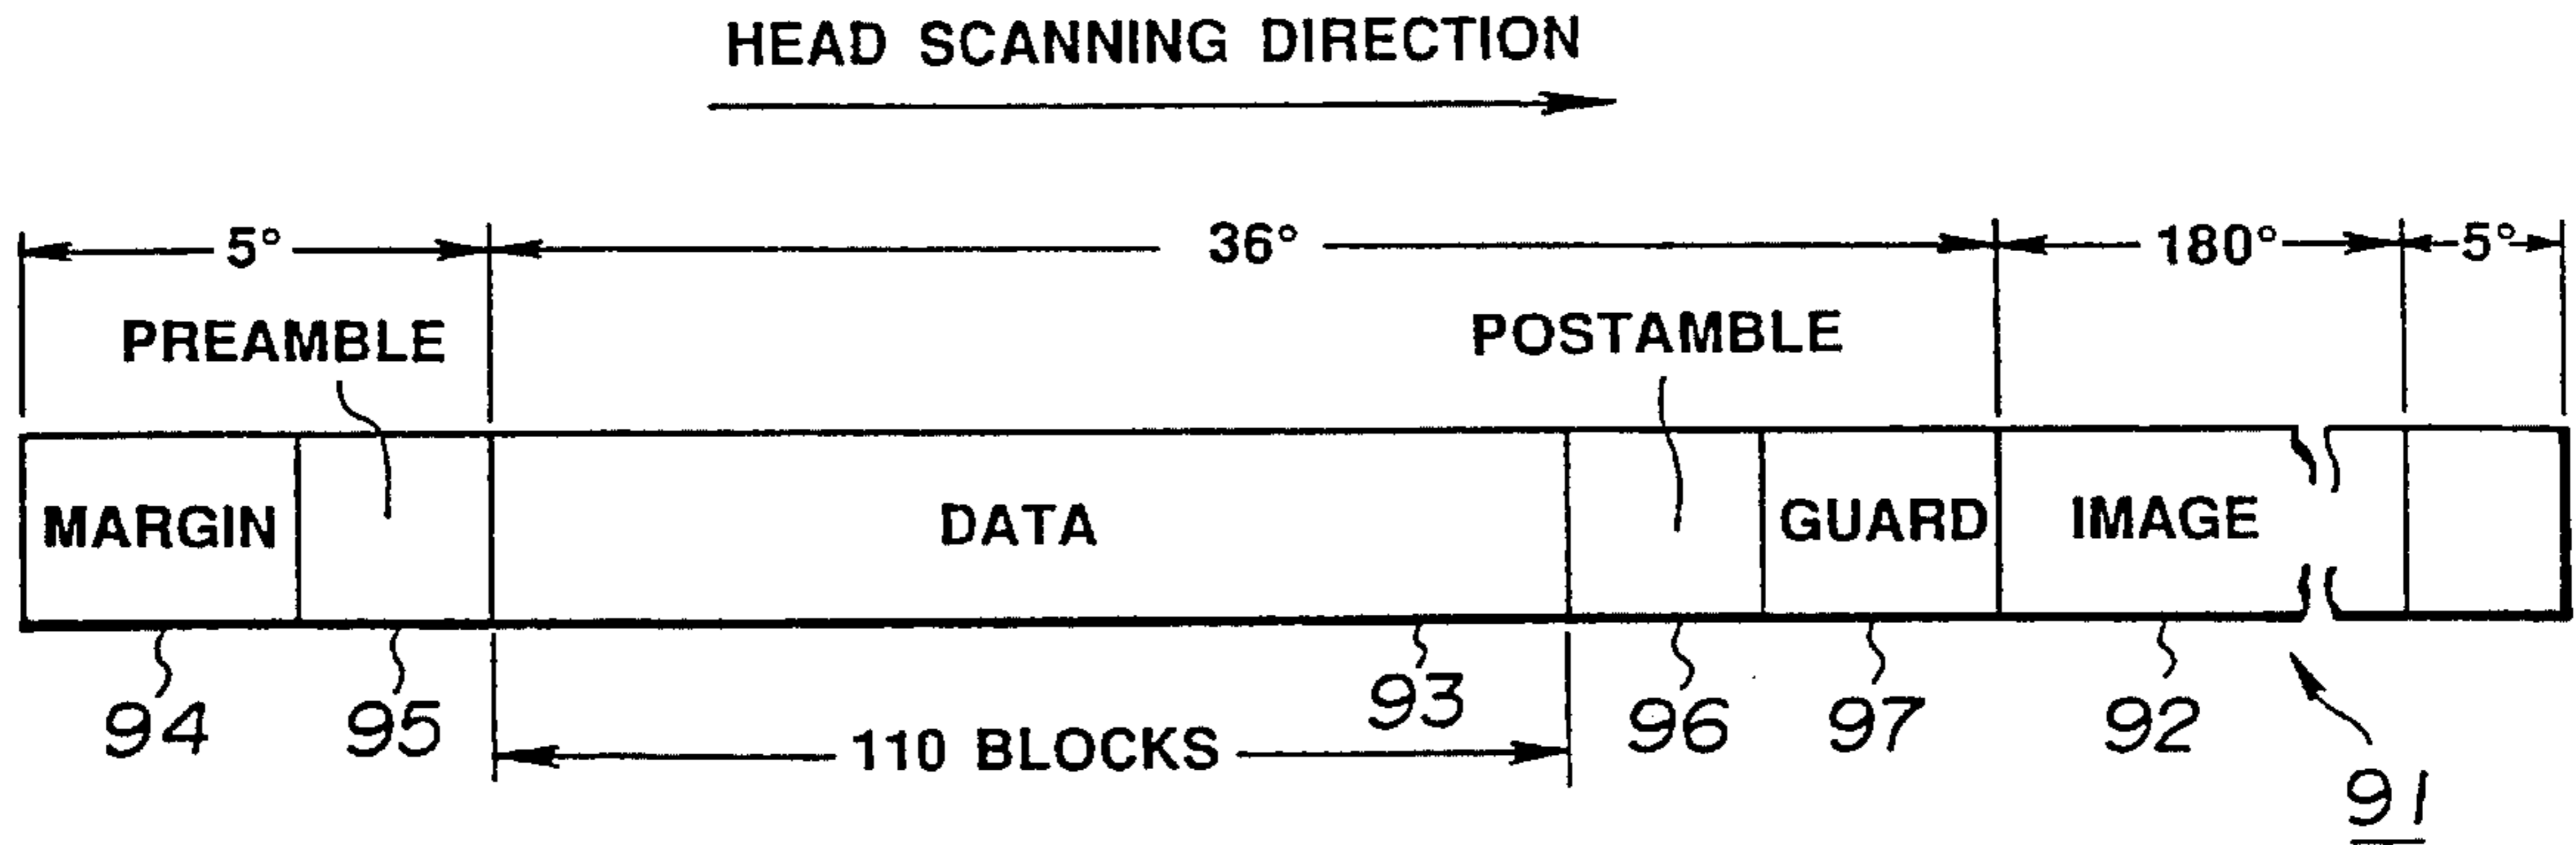 HEAD SCANNING DIRECTION
5° 36° 180° 5°
PREAMBLE POSTAMBLE
MARGIN DATA GUARD IMAGE
94 95 93 96 97 92
110 BLOCKS
91